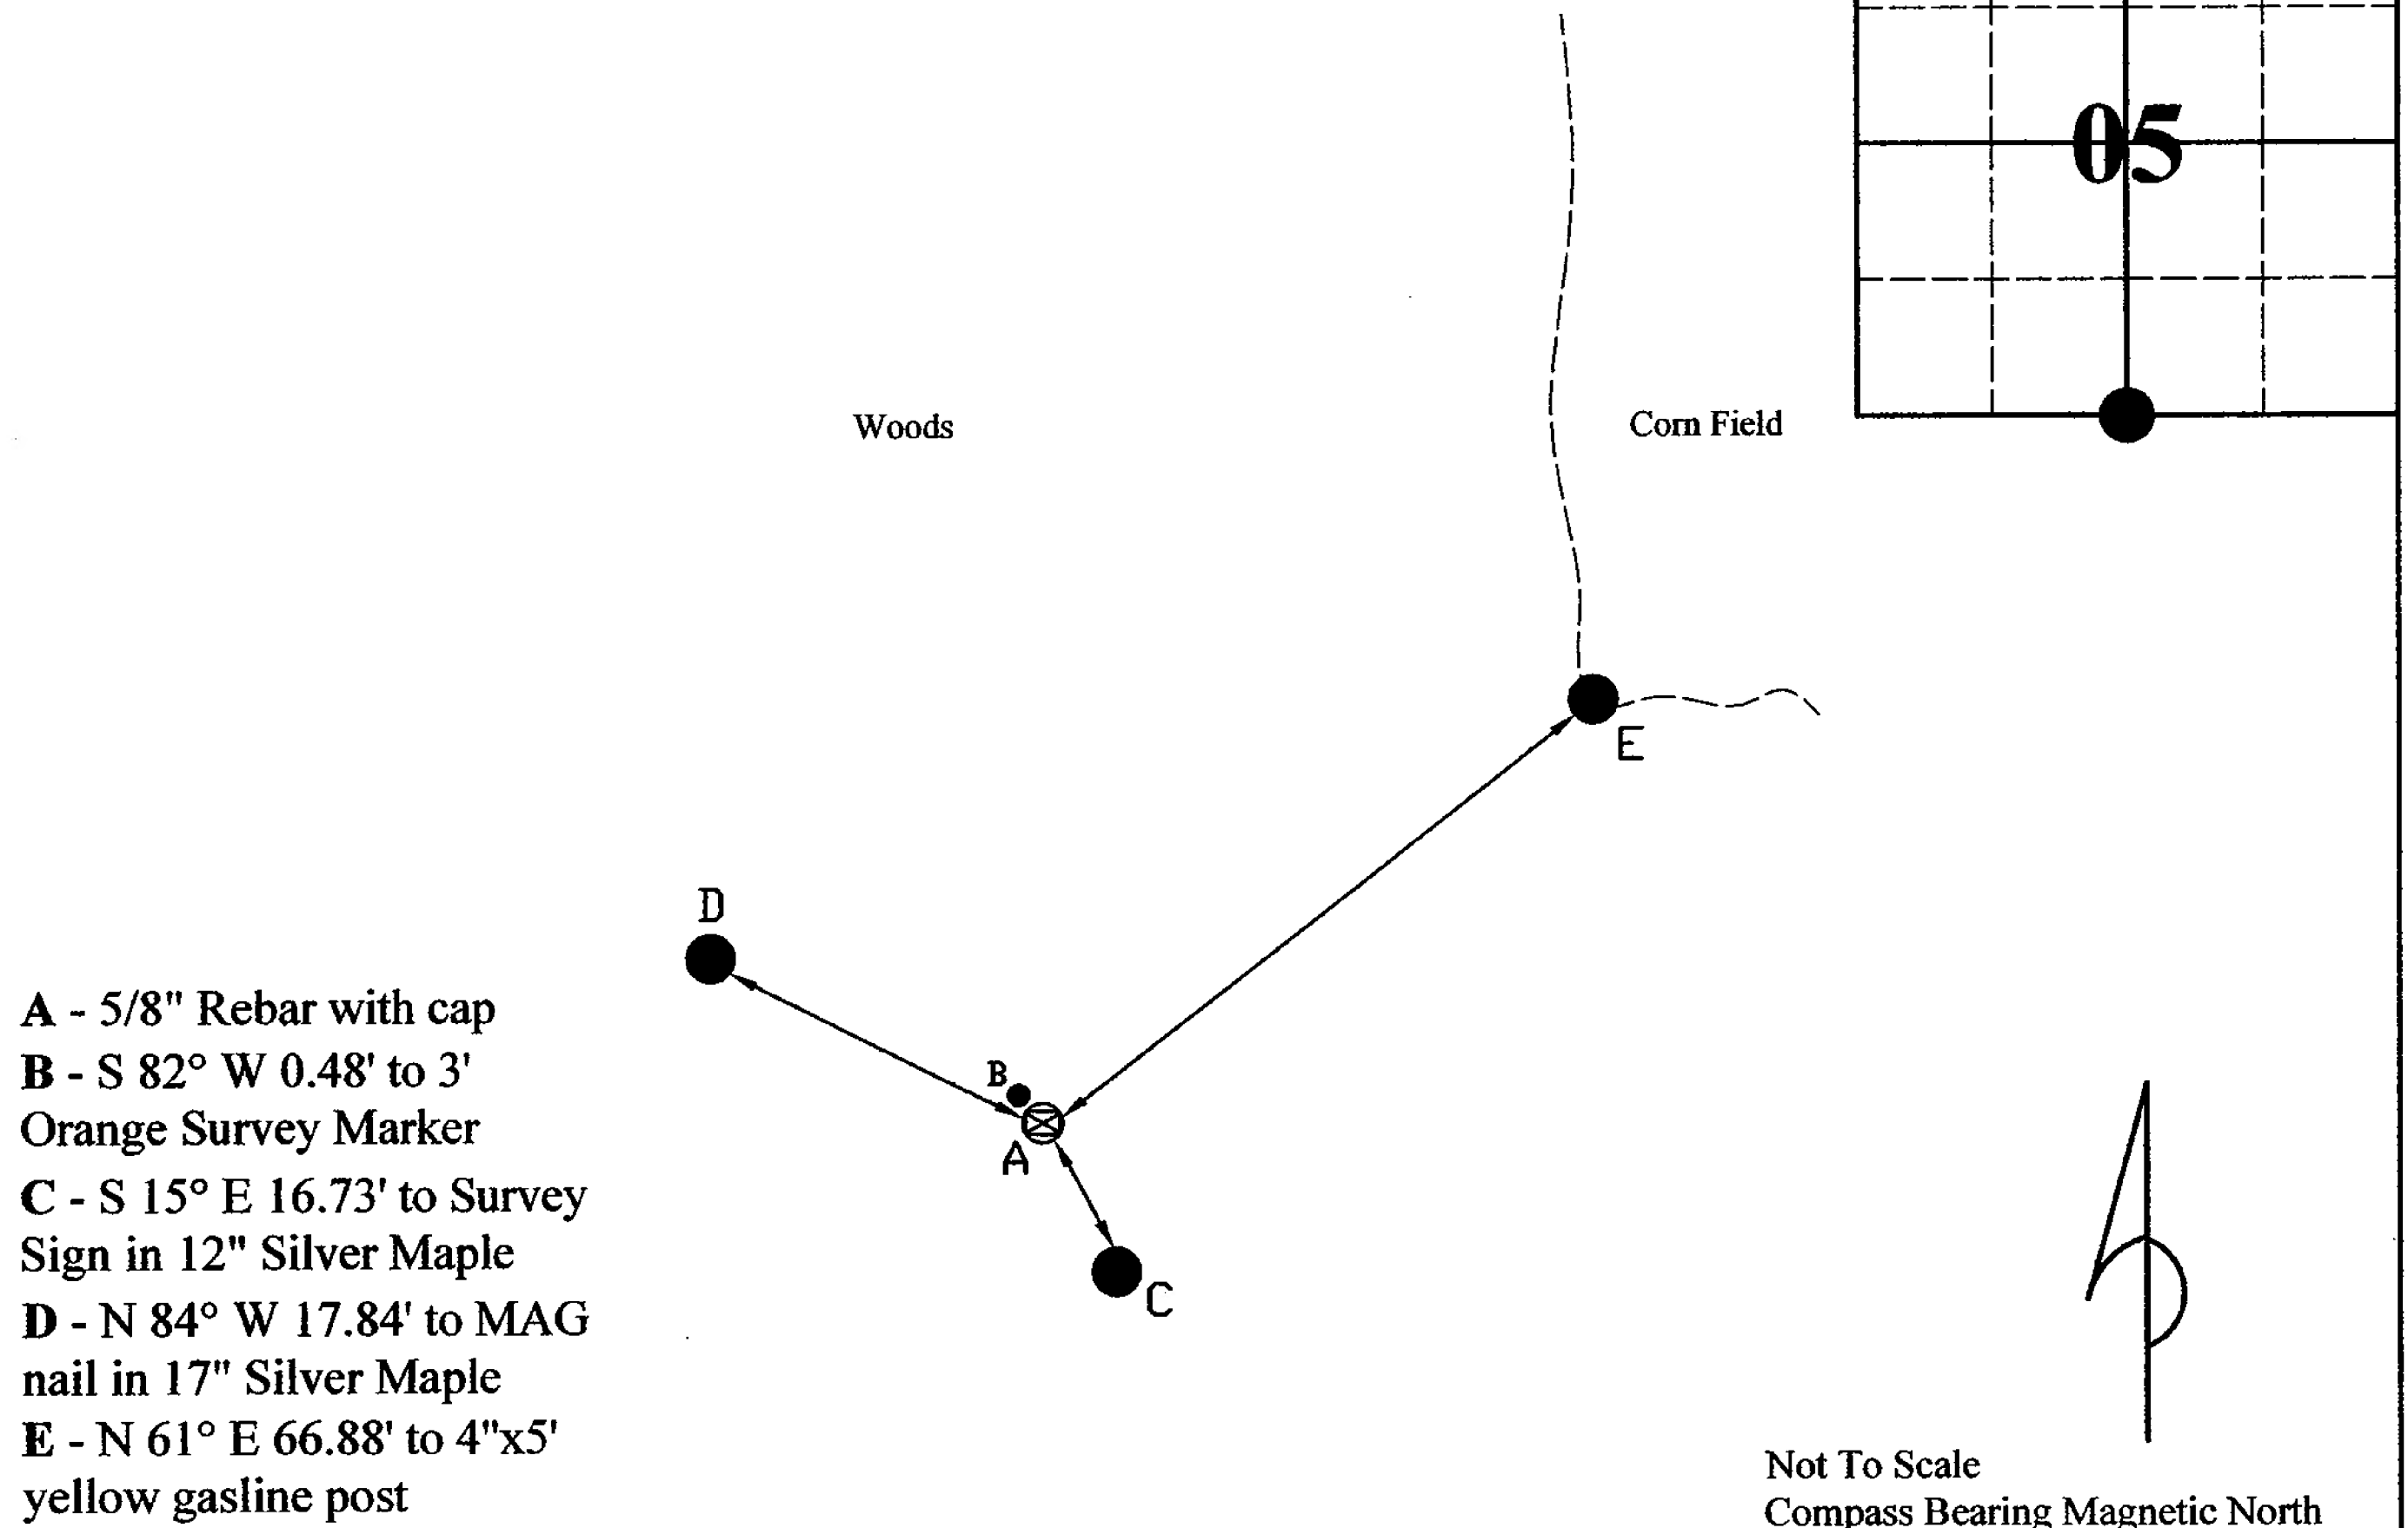 05
Woods
Corn Field
E
D
B
A
C
A - 5/8" Rebar with cap
B - S 82° W 0.48' to 3'
Orange Survey Marker
C - S 15° E 16.73' to Survey
Sign in 12" Silver Maple
D - N 84° W 17.84' to MAG
nail in 17" Silver Maple
E - N 61° E 66.88' to 4"x5'
yellow gasline post
Not To Scale
Compass Bearing Magnetic North